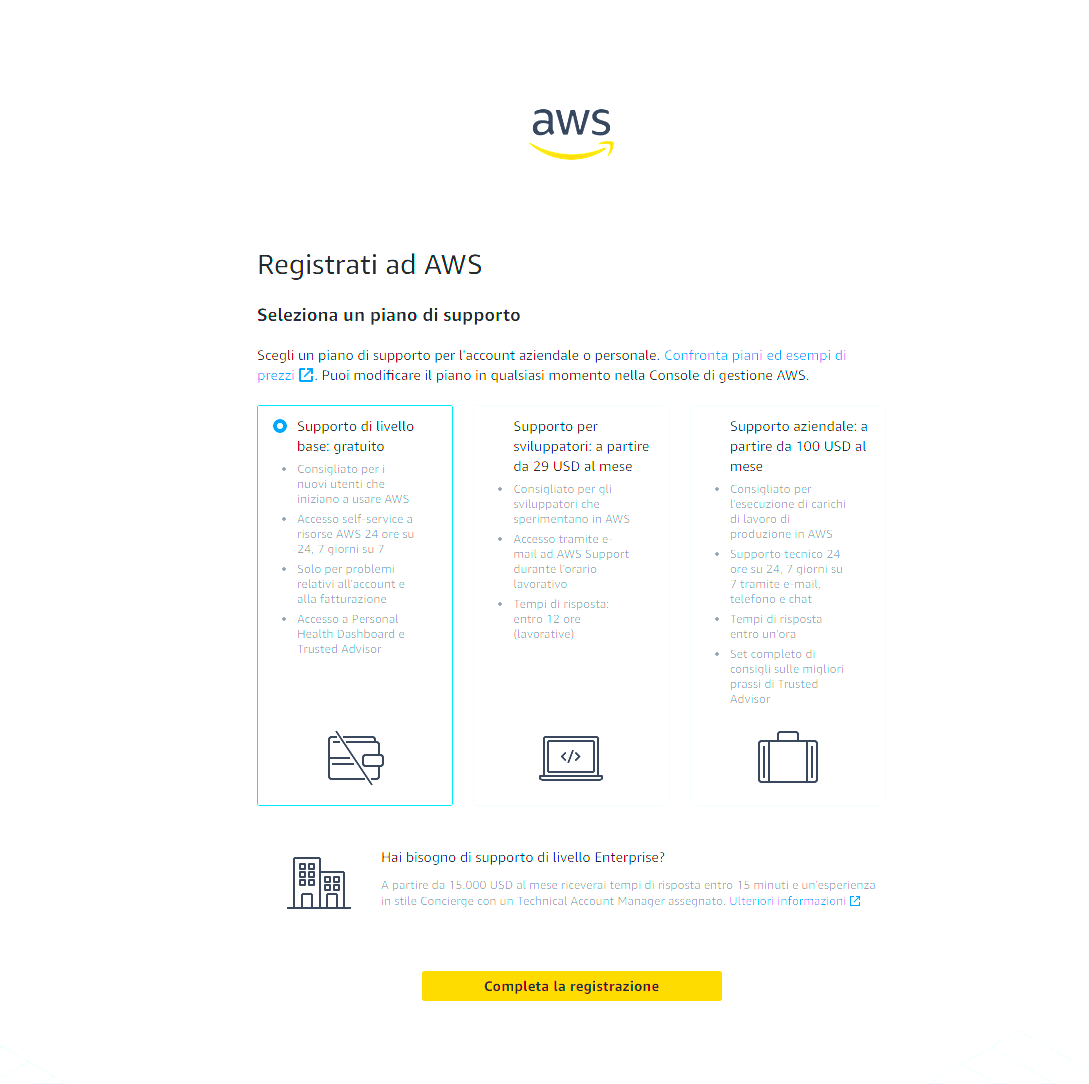 aws
Registrati ad AWS
Seleziona un piano di supporto
Scegli un piano di supporto per l'account aziendale o personale. Confronta piani ed esempi di
prezzi. Puoi modificare il piano in qualsiasi momento nella Console di gestione AWS.
Supporto di livello
base: gratuito
• Consigliato per i
nuovi utenti che
iniziano a usare AWS
• Accesso self-service a
risorse AWS 24 ore su
24, 7 giorni su 7
• Solo per problemi
relativi all'account e
alla fatturazione
• Accesso a Personal
Health Dashboard e
Trusted Advisor
Supporto per
sviluppatori: a partire
da 29 USD al mese
• Consigliato per gli
sviluppatori che
sperimentano in AWS
• Accesso tramite e-
mail ad AWS Support
durante l'orario
lavorativo
• Tempi di risposta:
entro 12 ore
(lavorative)
</>
Supporto aziendale: a
partire da 100 USD al
mese
• Consigliato per
l'esecuzione di carichi
di lavoro di
produzione in AWS
• Supporto tecnico 24
ore su 24, 7 giorni su
7 tramite e-mail,
telefono e chat
• Tempi di risposta
entro un'ora
• Set completo di
consigli sulle migliori
prassi di Trusted
Advisor
Hai bisogno di supporto di livello Enterprise?
A partire da 15.000 USD al mese riceverai tempi di risposta entro 15 minuti e un'esperienza
in stile Concierge con un Technical Account Manager assegnato. Ulteriori informazioni
Completa la registrazione